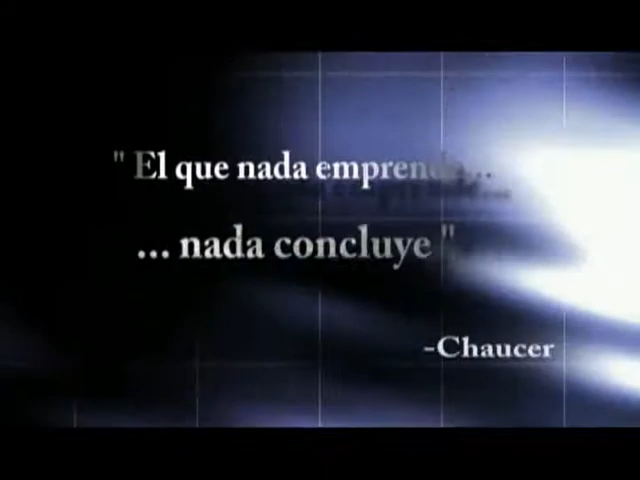 " El que nada emprende...
... nada concluye "
-Chaucer